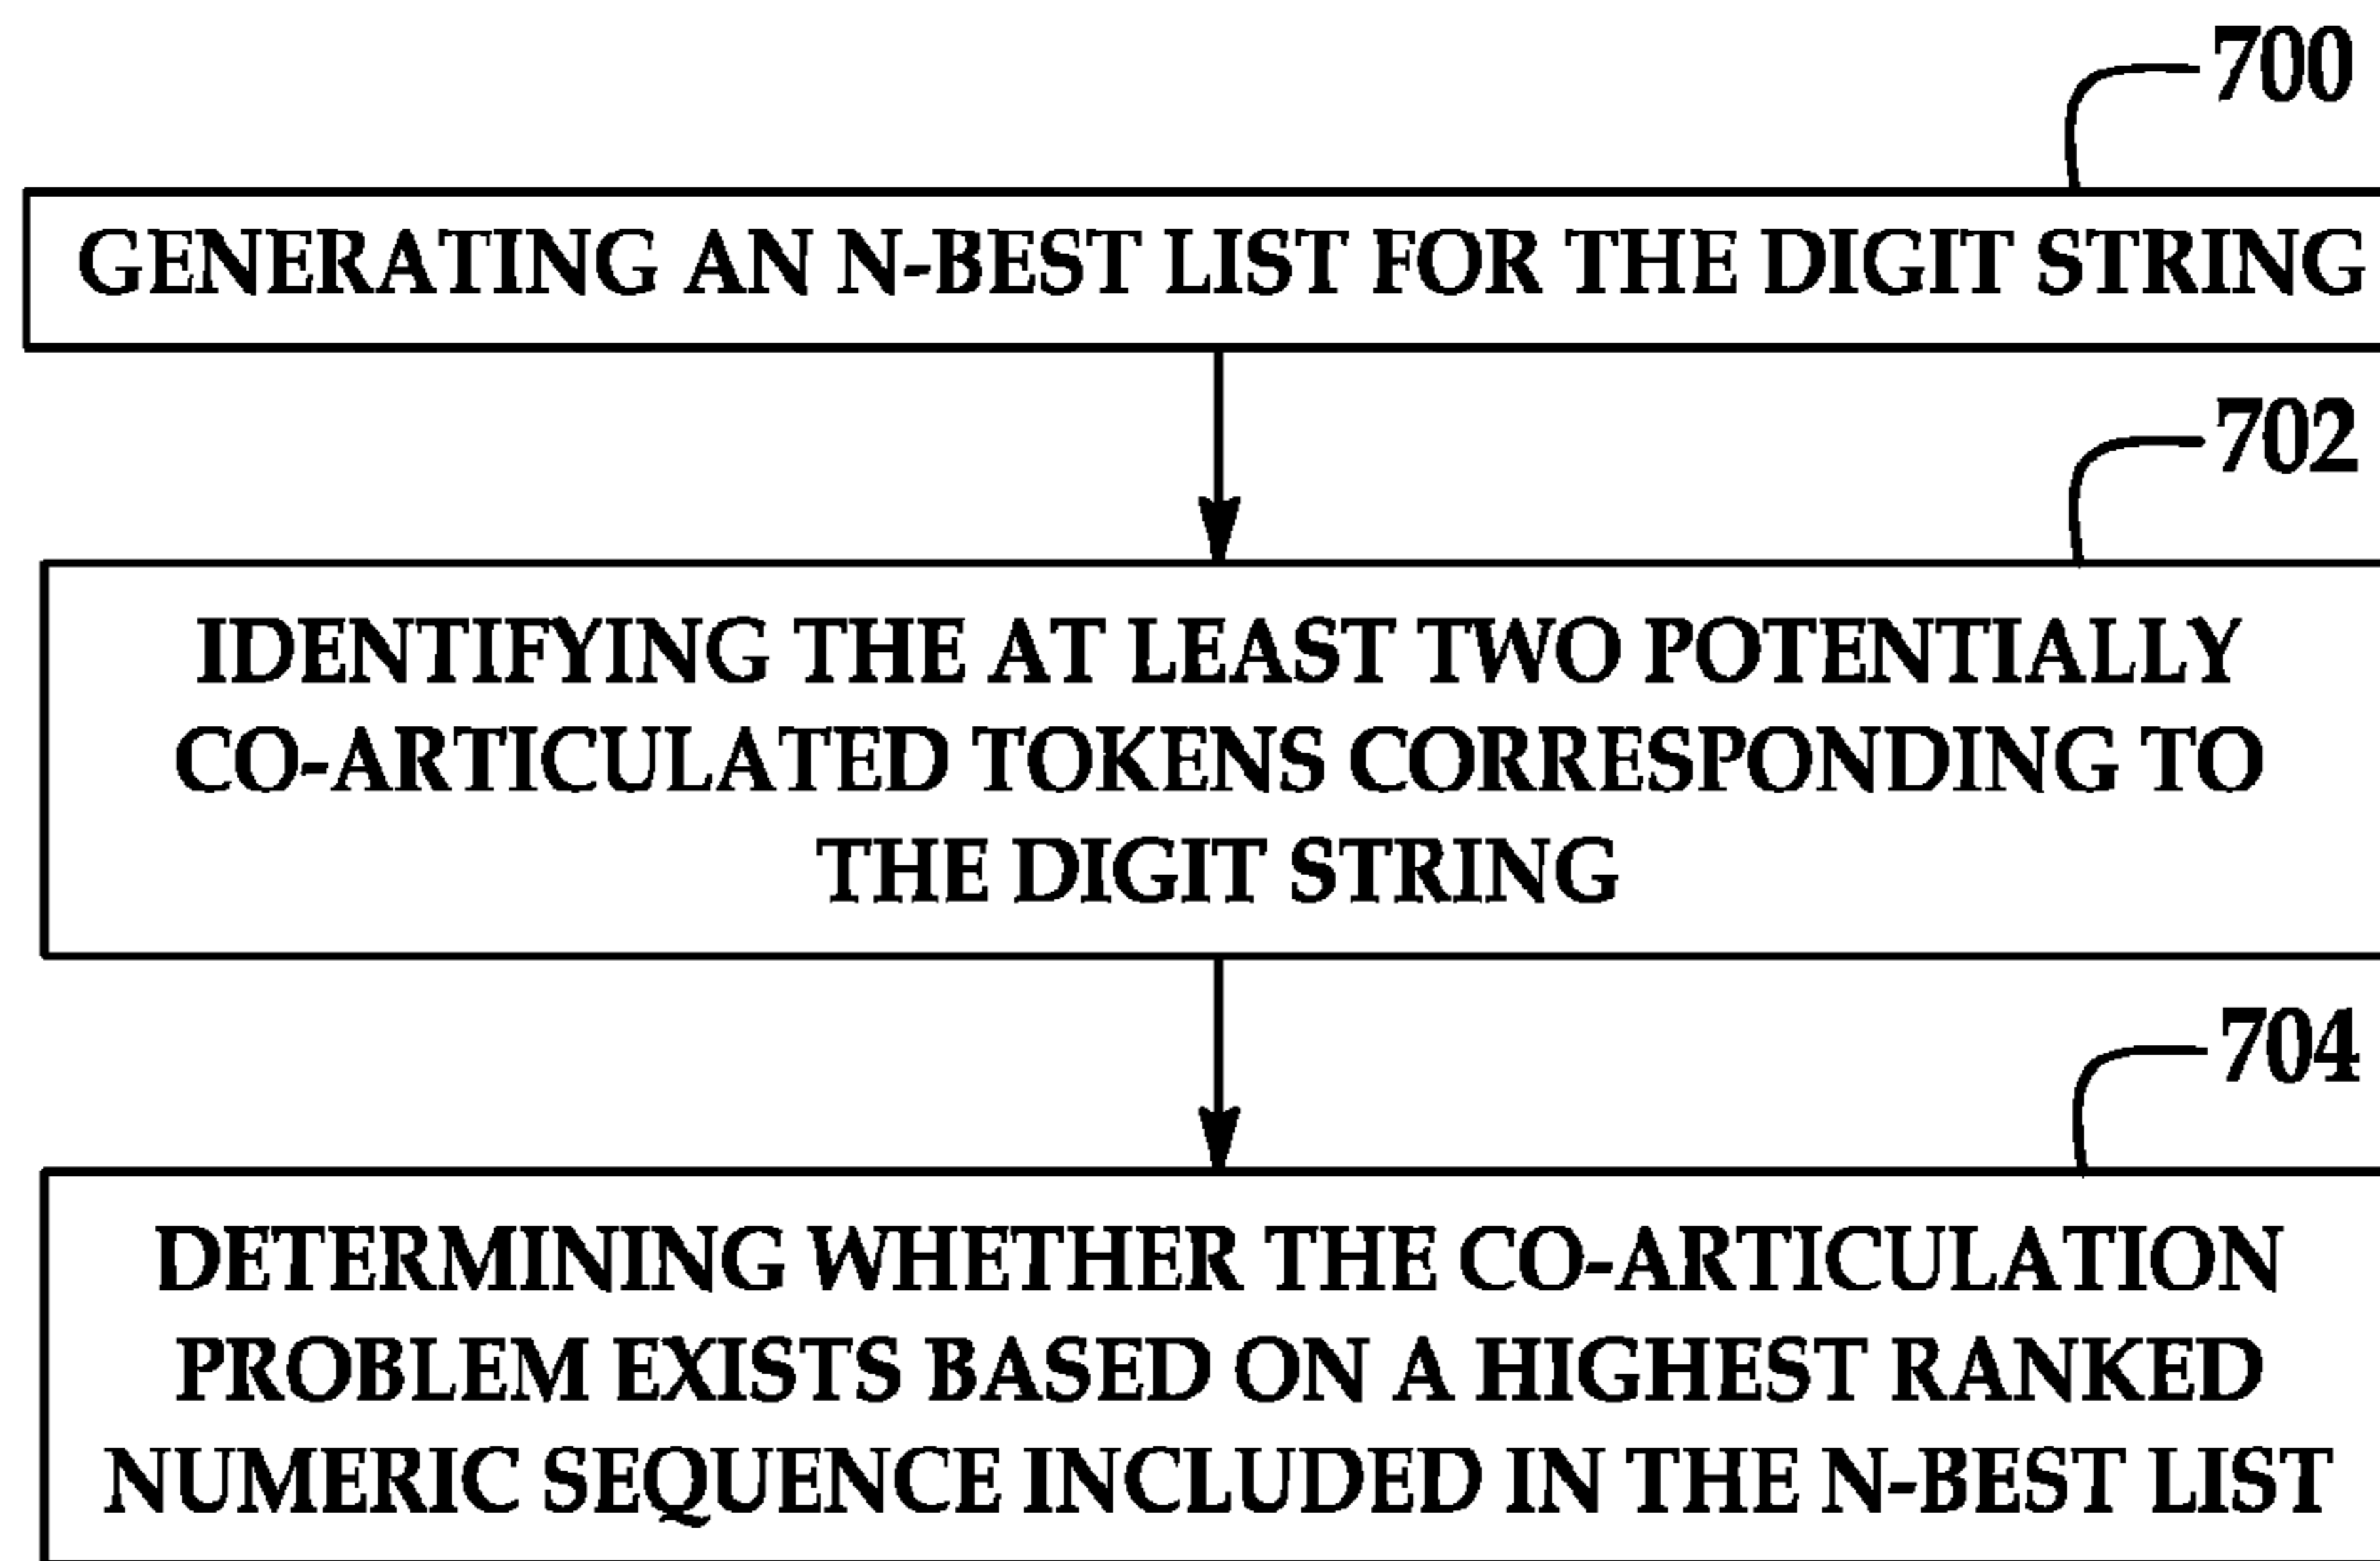 700
GENERATING AN N-BEST LIST FOR THE DIGIT STRING
702
IDENTIFYING THE AT LEAST TWO POTENTIALLY
CO-ARTICULATED TOKENS CORRESPONDING TO
THE DIGIT STRING
704
DETERMINING WHETHER THE CO-ARTICULATION
PROBLEM EXISTS BASED ON A HIGHEST RANKED
NUMERIC SEQUENCE INCLUDED IN THE N-BEST LIST